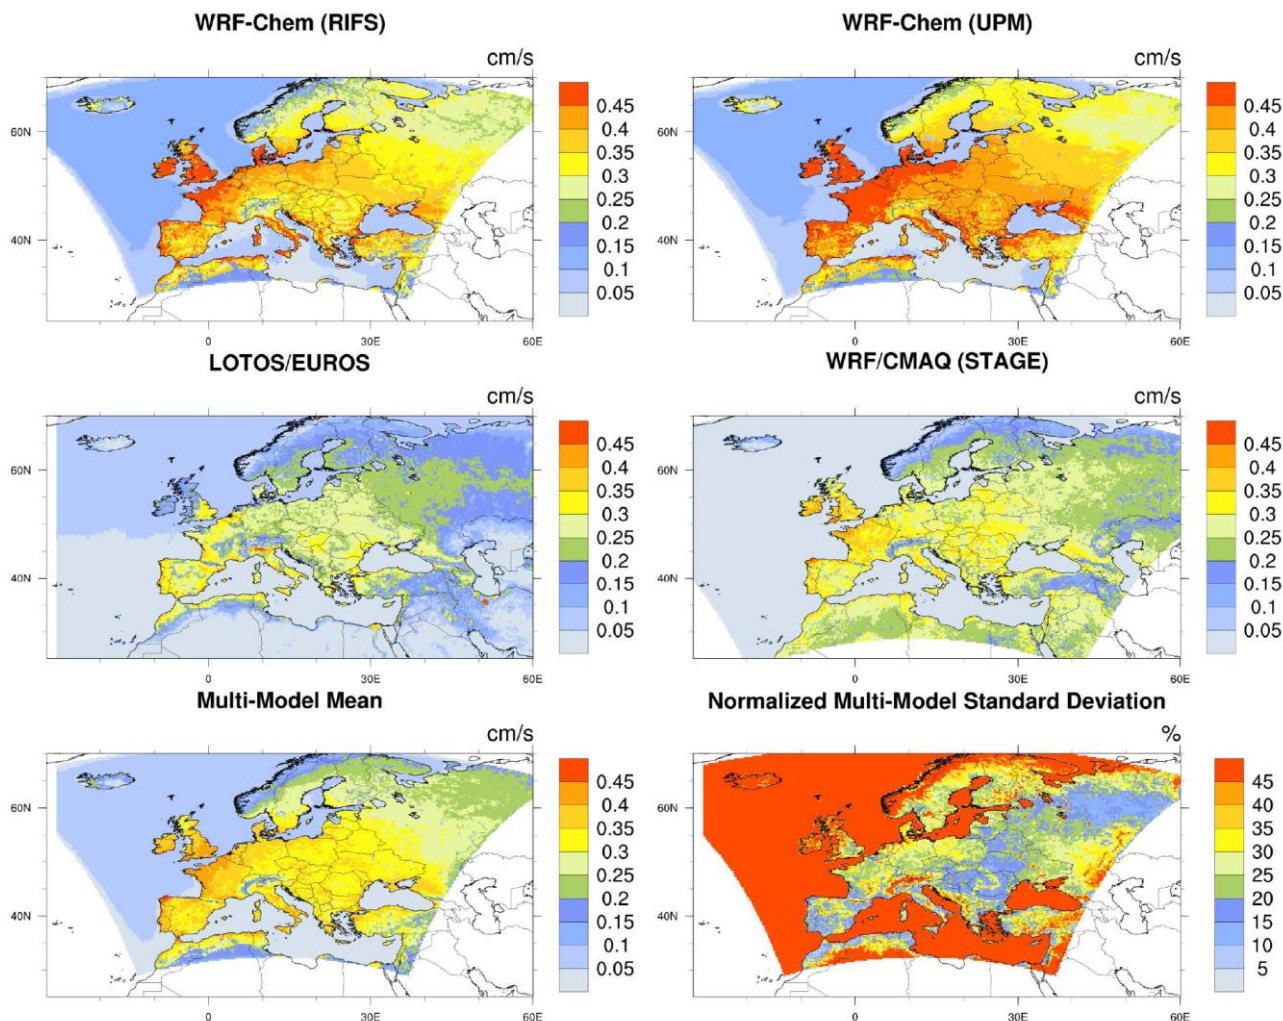 WRF-Chem (RIFS)
cm/s
60N
40N
0
30E
60E
0.45
0.4
0.35
0.3
0.25
0.2
0.15
0.1
0.05
WRF-Chem (UPM)
cm/s
60N
40N
0
30E
60E
0.45
0.4
0.35
0.3
0.25
0.2
0.15
0.1
0.05
LOTOS/EUROS
cm/s
60N
40N
0
30E
60E
0.45
0.4
0.35
0.3
0.25
0.2
0.15
0.1
0.05
WRF/CMAQ (STAGE)
cm/s
60N
40N
0
30E
60E
0.45
0.4
0.35
0.3
0.25
0.2
0.15
0.1
0.05
Multi-Model Mean
cm/s
60N
40N
0
30E
60E
0.45
0.4
0.35
0.3
0.25
0.2
0.15
0.1
0.05
Normalized Multi-Model Standard Deviation
%
60N
40N
0
30E
60E
45
40
35
30
25
20
15
10
5